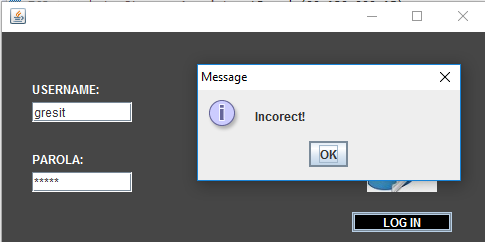 USERNAME:
gresit
PAROLA:
*****
Message
Incorect!
OK
LOG IN